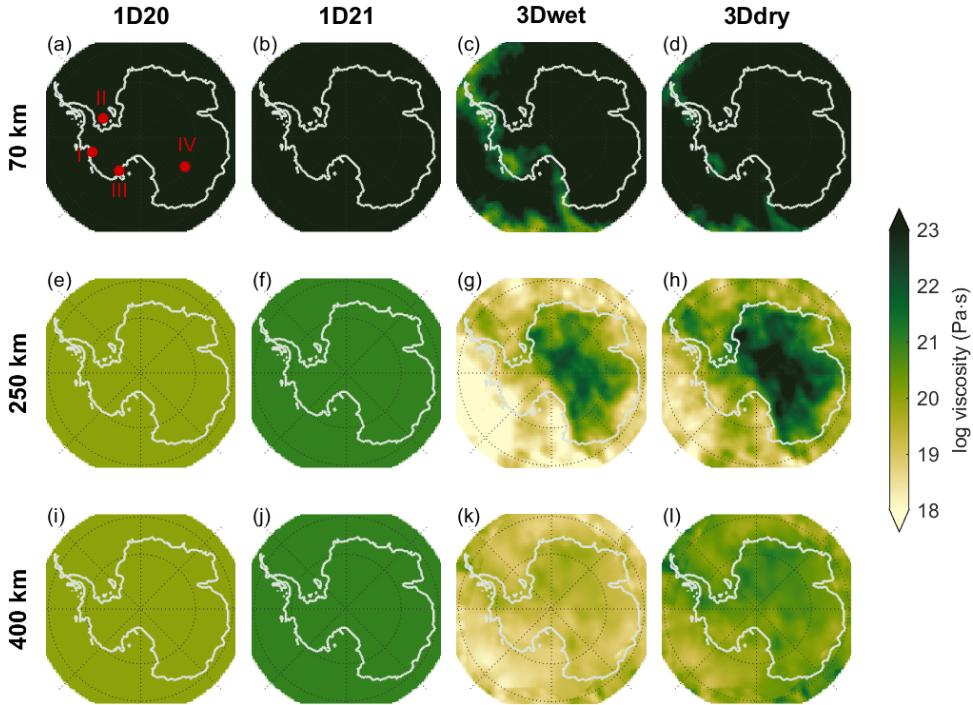 1D20 1D21 3Dwet 3Ddry
70 km
(a) (b) (c) (d)
II
I
III
IV
250 km
(e) (f) (g) (h)
400 km
(i) (j) (k) (l)
23
22
21
20
19
18
log viscosity (Pa·s)